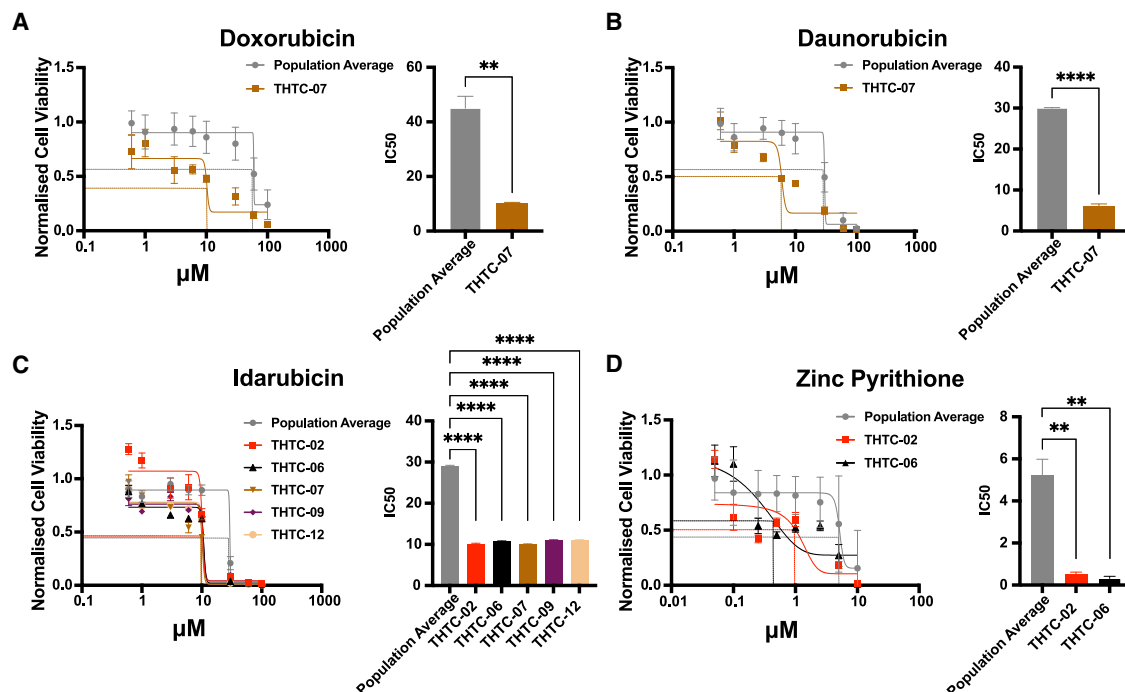 A
Doxorubicin
Population Average
THTC-07
Normalised Cell Viability
1.5
1.0
0.5
0.0
0.1
1
10
100
1000
µM
**
IC50
60
40
20
0
Population Average
THTC-07
B
Daunorubicin
Population Average
THTC-07
Normalised Cell Viability
1.5
1.0
0.5
0.0
0.1
1
10
100
1000
µM
****
IC50
40
30
20
10
0
Population Average
THTC-07
C
Idarubicin
Population Average
THTC-02
THTC-06
THTC-07
THTC-09
THTC-12
Normalised Cell Viability
1.5
1.0
0.5
0.0
0.1
1
10
100
1000
µM
****
****
****
****
****
IC50
40
30
20
10
0
Population Average
THTC-02
THTC-06
THTC-07
THTC-09
THTC-12
D
Zinc Pyrithione
Population Average
THTC-02
THTC-06
Normalised Cell Viability
1.5
1.0
0.5
0.0
0.01
0.1
1
10
100
µM
**
**
IC50
8
6
4
2
0
Population Average
THTC-02
THTC-06